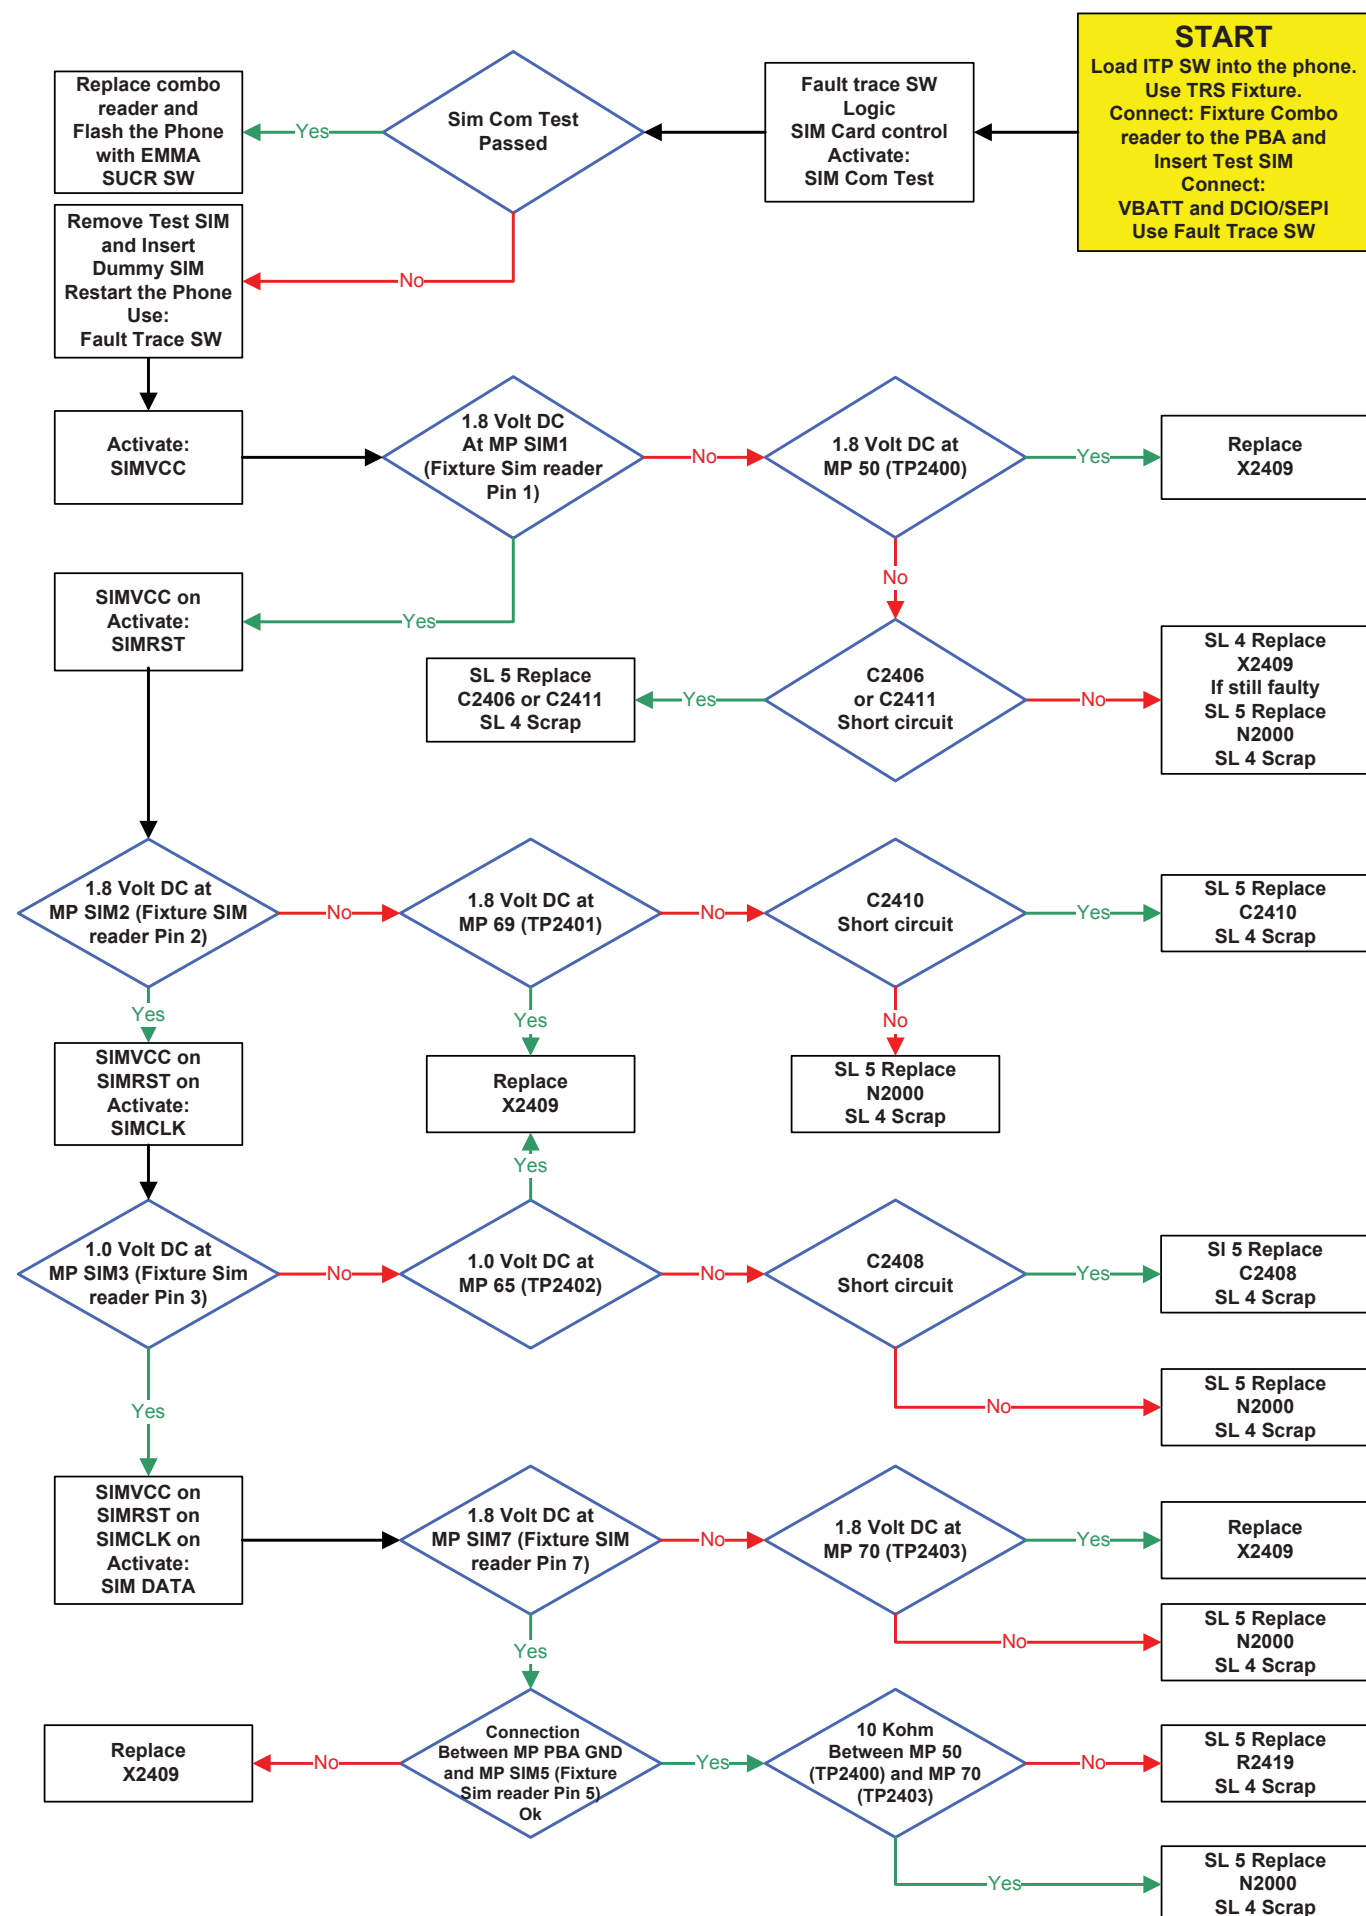 START
Load ITP SW into the phone.
Use TRS Fixture.
Connect: Fixture Combo
reader to the PBA and
Insert Test SIM
Connect:
VBATT and DCIO/SEPI
Use Fault Trace SW
Fault trace SW
Logic
SIM Card control
Activate:
SIM Com Test
Sim Com Test
Passed
Yes
Replace combo
reader and
Flash the Phone
with EMMA
SUCR SW
No
Remove Test SIM
and Insert
Dummy SIM
Restart the Phone
Use:
Fault Trace SW
Activate:
SIMVCC
1.8 Volt DC
At MP SIM1
(Fixture Sim reader
Pin 1)
No
1.8 Volt DC at
MP 50 (TP2400)
Yes
Replace
X2409
No
Yes
SIMVCC on
Activate:
SIMRST
C2406
or C2411
Short circuit
Yes
SL 5 Replace
C2406 or C2411
SL 4 Scrap
No
SL 4 Replace
X2409
If still faulty
SL 5 Replace
N2000
SL 4 Scrap
1.8 Volt DC at
MP SIM2 (Fixture SIM
reader Pin 2)
No
1.8 Volt DC at
MP 69 (TP2401)
No
C2410
Short circuit
Yes
SL 5 Replace
C2410
SL 4 Scrap
Yes
Yes
No
SIMVCC on
SIMRST on
Activate:
SIMCLK
Replace
X2409
SL 5 Replace
N2000
SL 4 Scrap
Yes
1.0 Volt DC at
MP SIM3 (Fixture Sim
reader Pin 3)
No
1.0 Volt DC at
MP 65 (TP2402)
No
C2408
Short circuit
Yes
Sl 5 Replace
C2408
SL 4 Scrap
No
SL 5 Replace
N2000
SL 4 Scrap
Yes
SIMVCC on
SIMRST on
SIMCLK on
Activate:
SIM DATA
1.8 Volt DC at
MP SIM7 (Fixture SIM
reader Pin 7)
No
1.8 Volt DC at
MP 70 (TP2403)
Yes
Replace
X2409
No
SL 5 Replace
N2000
SL 4 Scrap
Yes
Connection
Between MP PBA GND
and MP SIM5 (Fixture
Sim reader Pin 5)
Ok
No
Replace
X2409
Yes
10 Kohm
Between MP 50
(TP2400) and MP 70
(TP2403)
No
SL 5 Replace
R2419
SL 4 Scrap
Yes
SL 5 Replace
N2000
SL 4 Scrap